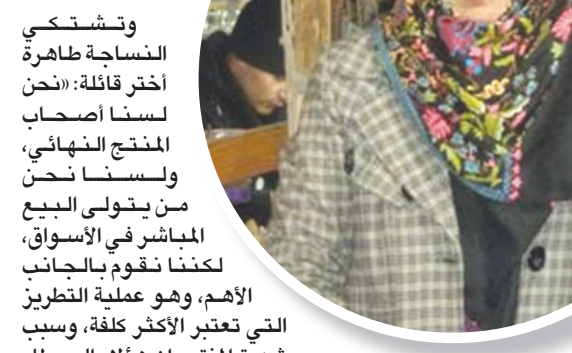 وتشتكي
النساجة طاهرة
أختر قائلة: «نحن
لسنا أصحاب
المنتج النهائي،
ولسنا نحن
من يتولى البيع
المباشر في الأسواق،
لكننا نقوم بالجانب
الأهم، وهو عملية التطريز
التي تعتبر الأكثر كلفة، وسبب